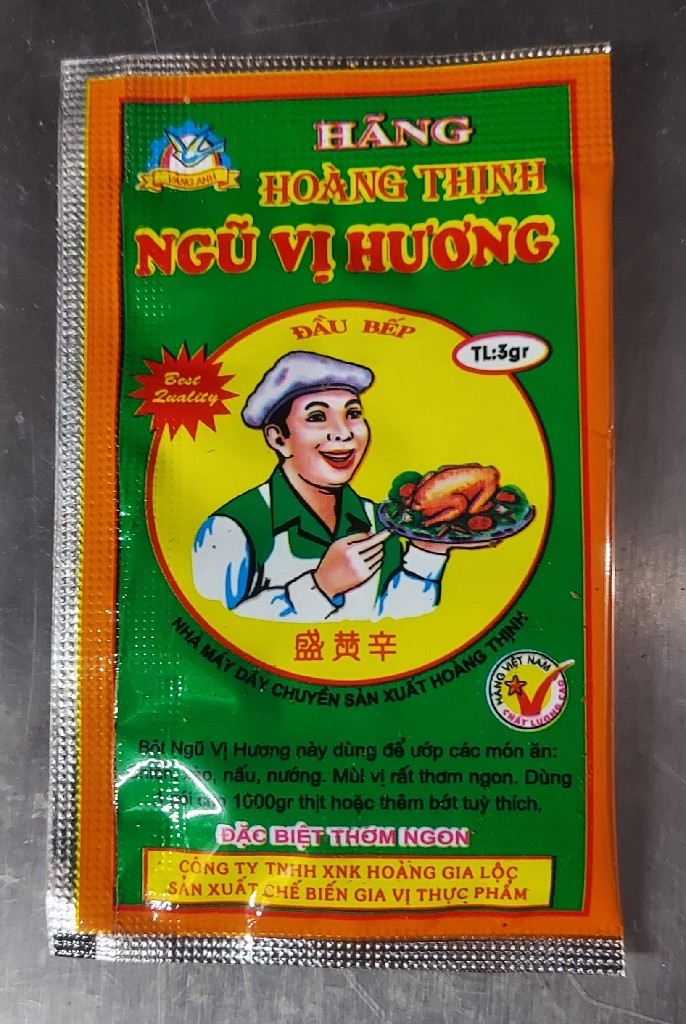 VÀNG ANH
HÃNG
HOÀNG THỊNH
NGŨ VỊ HƯƠNG
ĐẦU BẾP
TL:3gr
Best
Quality
盛黄辛
NHÀ MÁY DÂY CHUYỀN SẢN XUẤT HOÀNG THỊNH
HÀNG VIỆT NAM
CHẤT LƯỢNG CAO
Bột Ngũ Vị Hương này dùng để ướp các món ăn:
nấu, nướng. Mùi vị rất thơm ngon. Dùng
1000gr thịt hoặc thêm bớt tuỳ thích.
ĐẶC BIỆT THƠM NGON
CÔNG TY TNHH XNK HOÀNG GIA LỘC
SẢN XUẤT CHẾ BIẾN GIA VỊ THỰC PHẨM